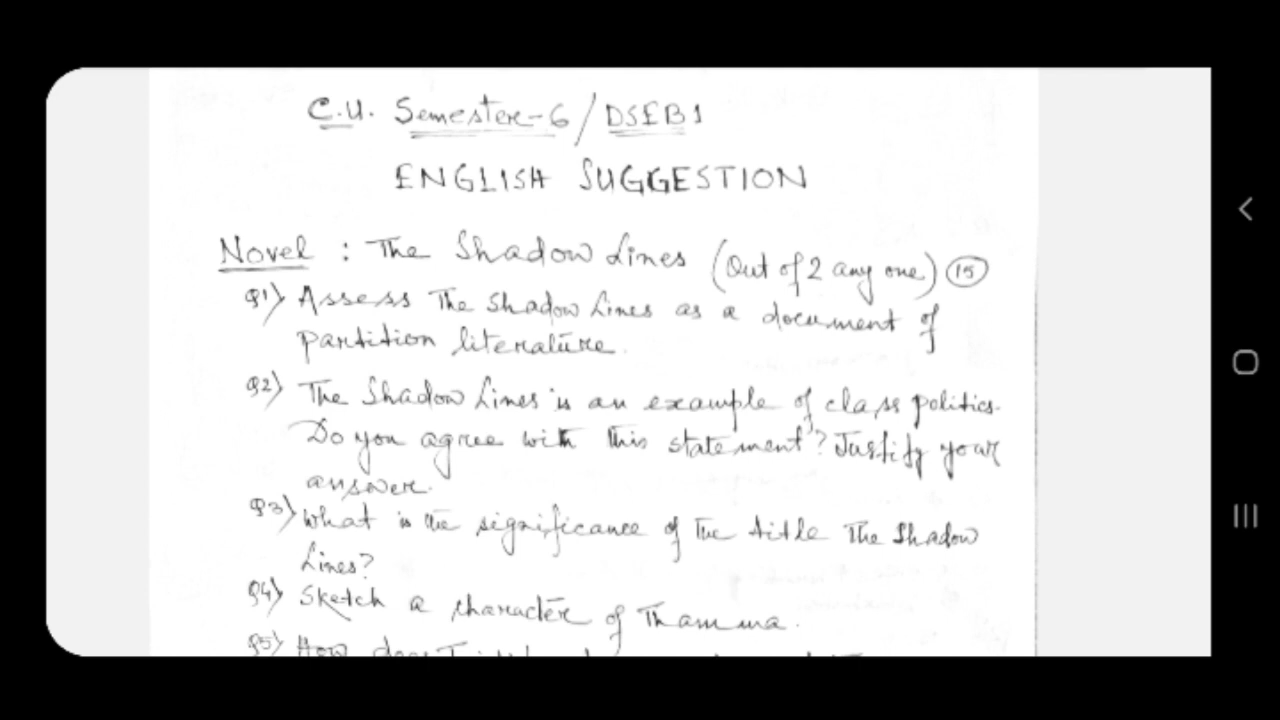 C.U. Semester-6/DSEB1
ENGLISH SUGGESTION
Novel : The Shadow Lines (Out of 2 any one) 15
Q1) Assess The Shadow Lines as a document of
partition literature.
Q2) The Shadow Lines is an example of class politics.
Do you agree with this statement? Justify your
answer.
Q3) What is the significance of the title The Shadow
Lines?
Q4) Sketch a character of Thamma.
Q5) How does